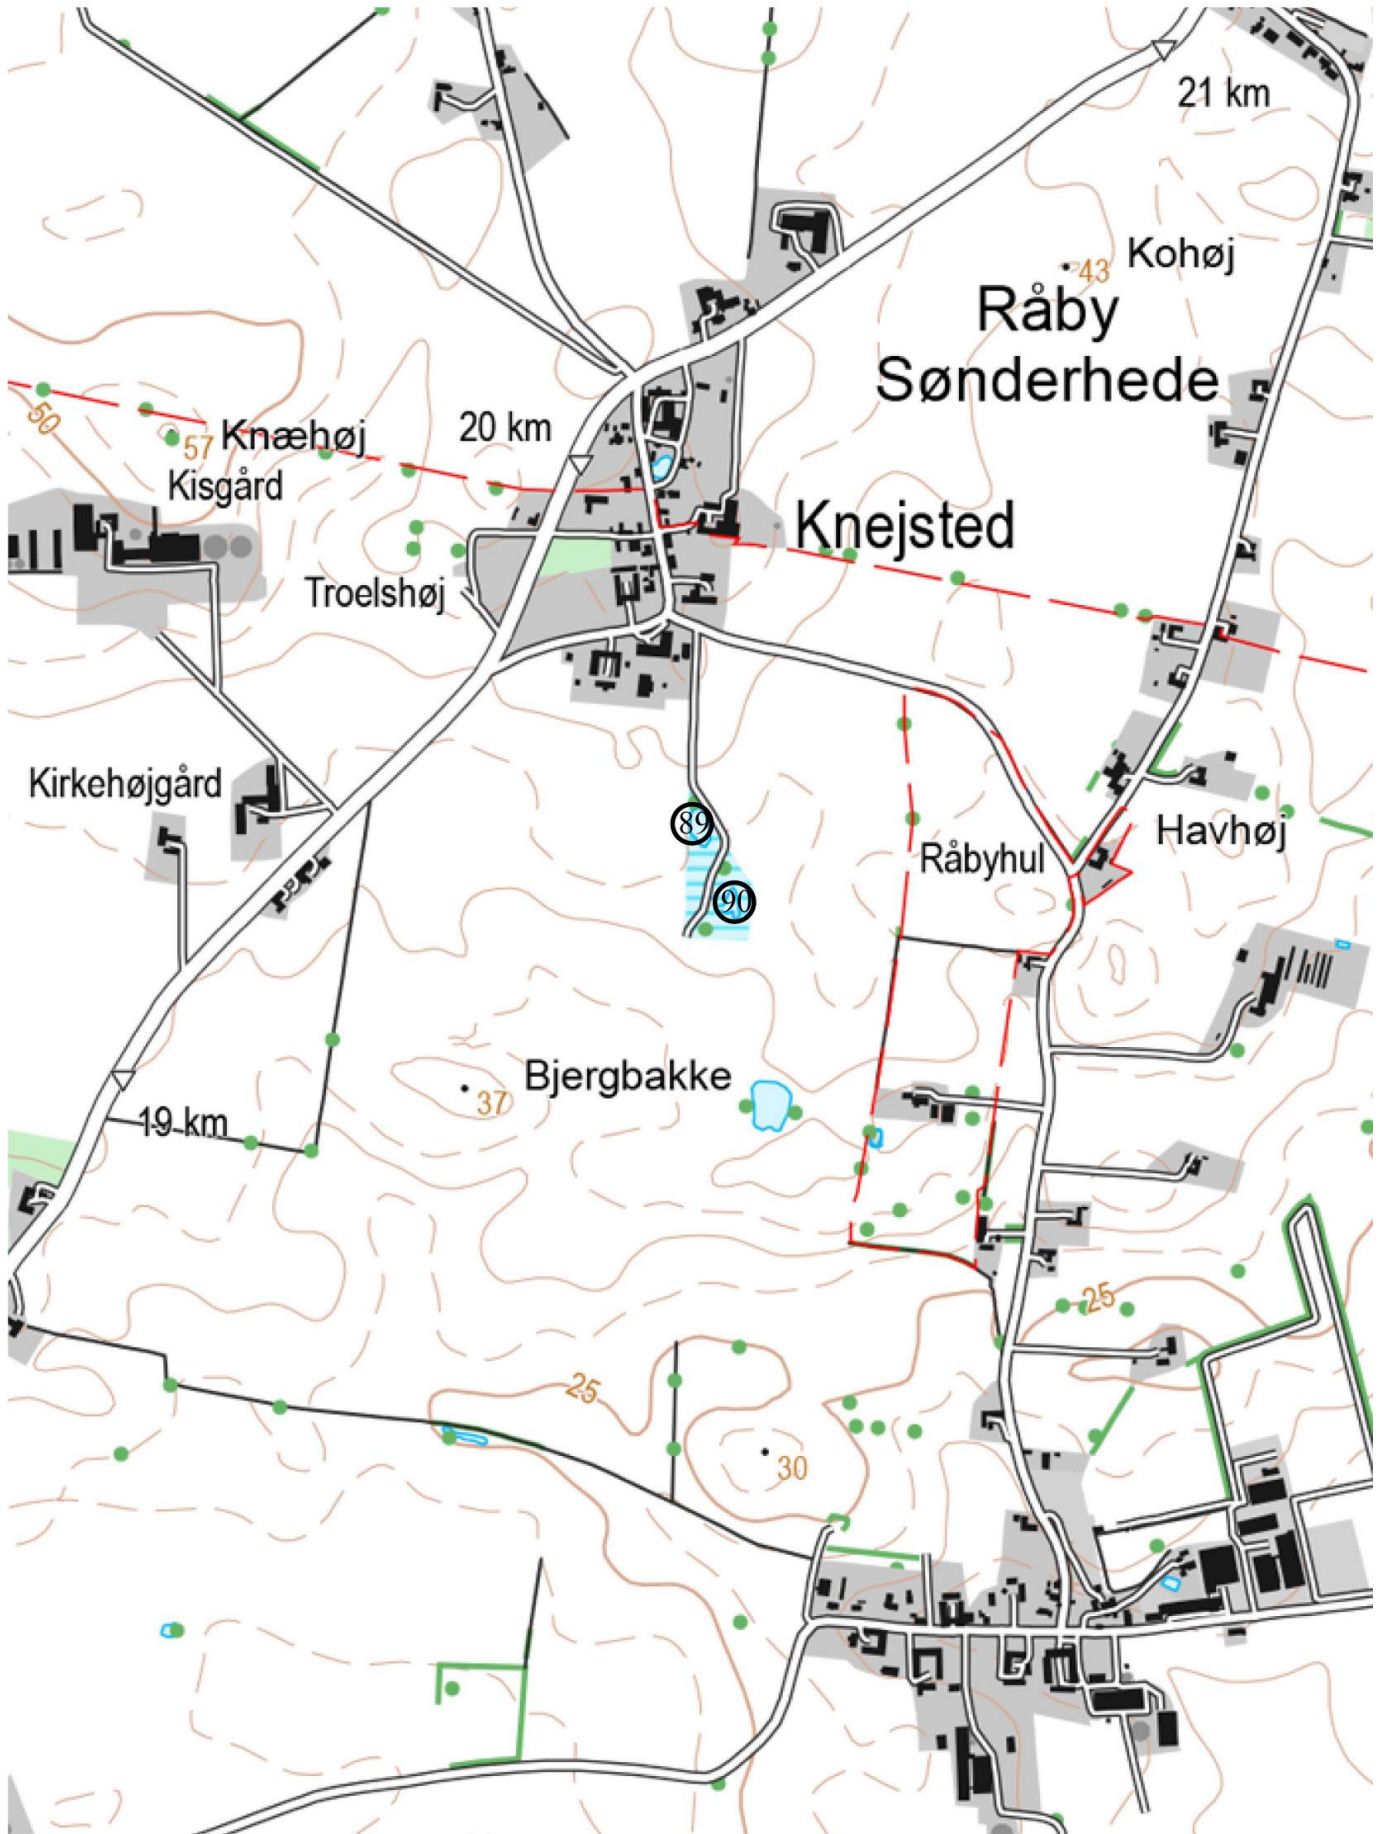 21 km
Kohøj
43
Råby
Sønderhede
20 km
50
57
Knæhøj
Kisgård
Knejsted
Troelshøj
Kirkehøjgård
89
Havhøj
Råbyhul
90
Bjergbakke
37
19 km
25
25
30